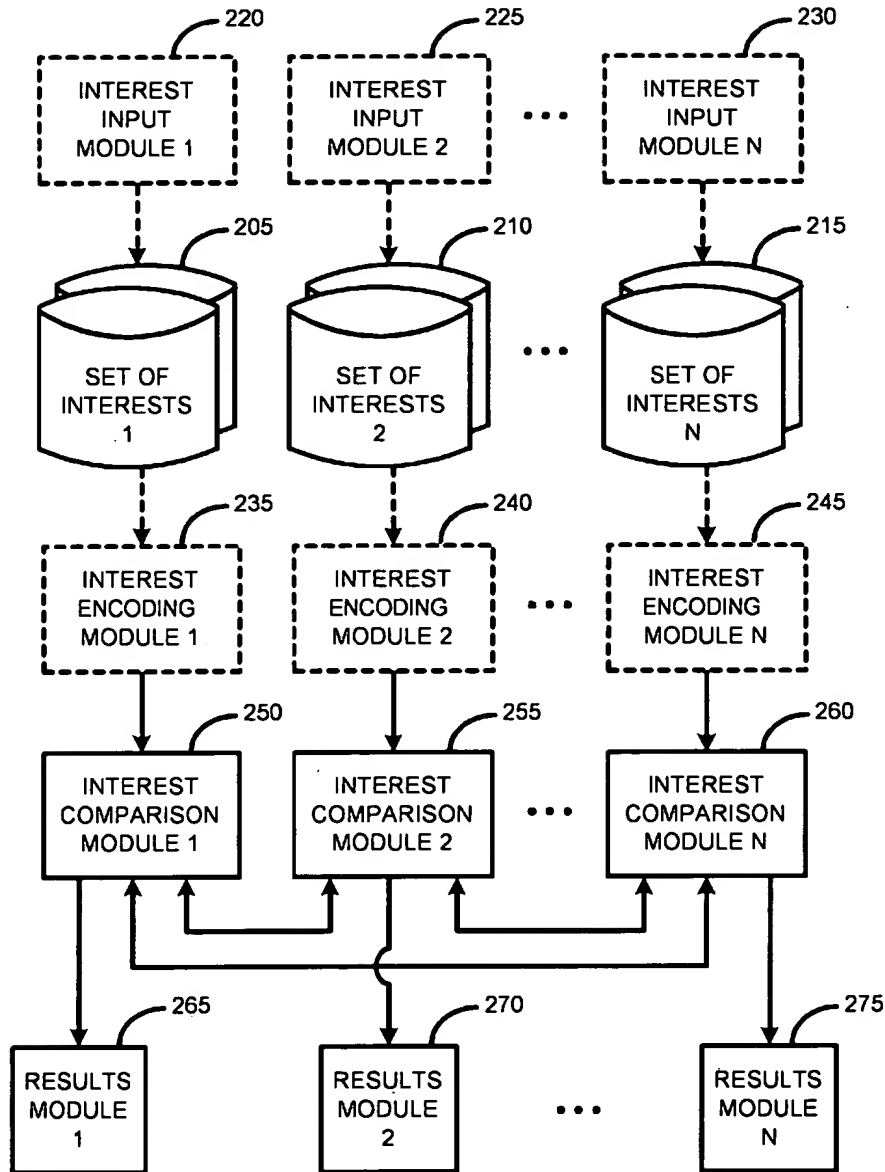 220
225
230
INTEREST
INPUT
MODULE 1
INTEREST
INPUT
MODULE 2
• • •
INTEREST
INPUT
MODULE N
205
210
215
SET OF
INTERESTS
1
SET OF
INTERESTS
2
• • •
SET OF
INTERESTS
N
235
240
245
INTEREST
ENCODING
MODULE 1
INTEREST
ENCODING
MODULE 2
• • •
INTEREST
ENCODING
MODULE N
250
255
260
INTEREST
COMPARISON
MODULE 1
INTEREST
COMPARISON
MODULE 2
• • •
INTEREST
COMPARISON
MODULE N
265
270
275
RESULTS
MODULE
1
RESULTS
MODULE
2
• • •
RESULTS
MODULE
N